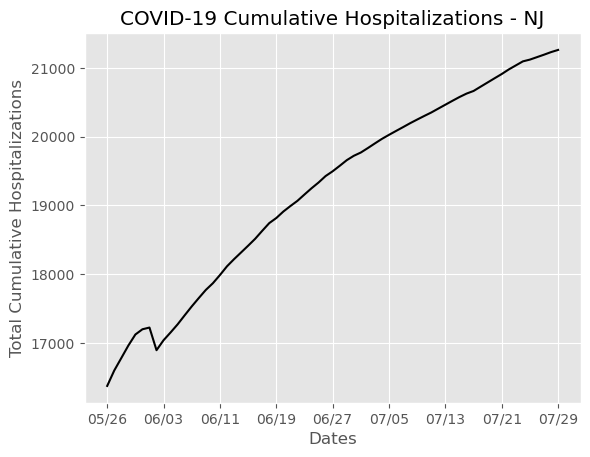 COVID-19 Cumulative Hospitalizations - NJ
Total Cumulative Hospitalizations
21000
20000
19000
18000
17000
05/26 06/03 06/11 06/19 06/27 07/05 07/13 07/21 07/29
Dates